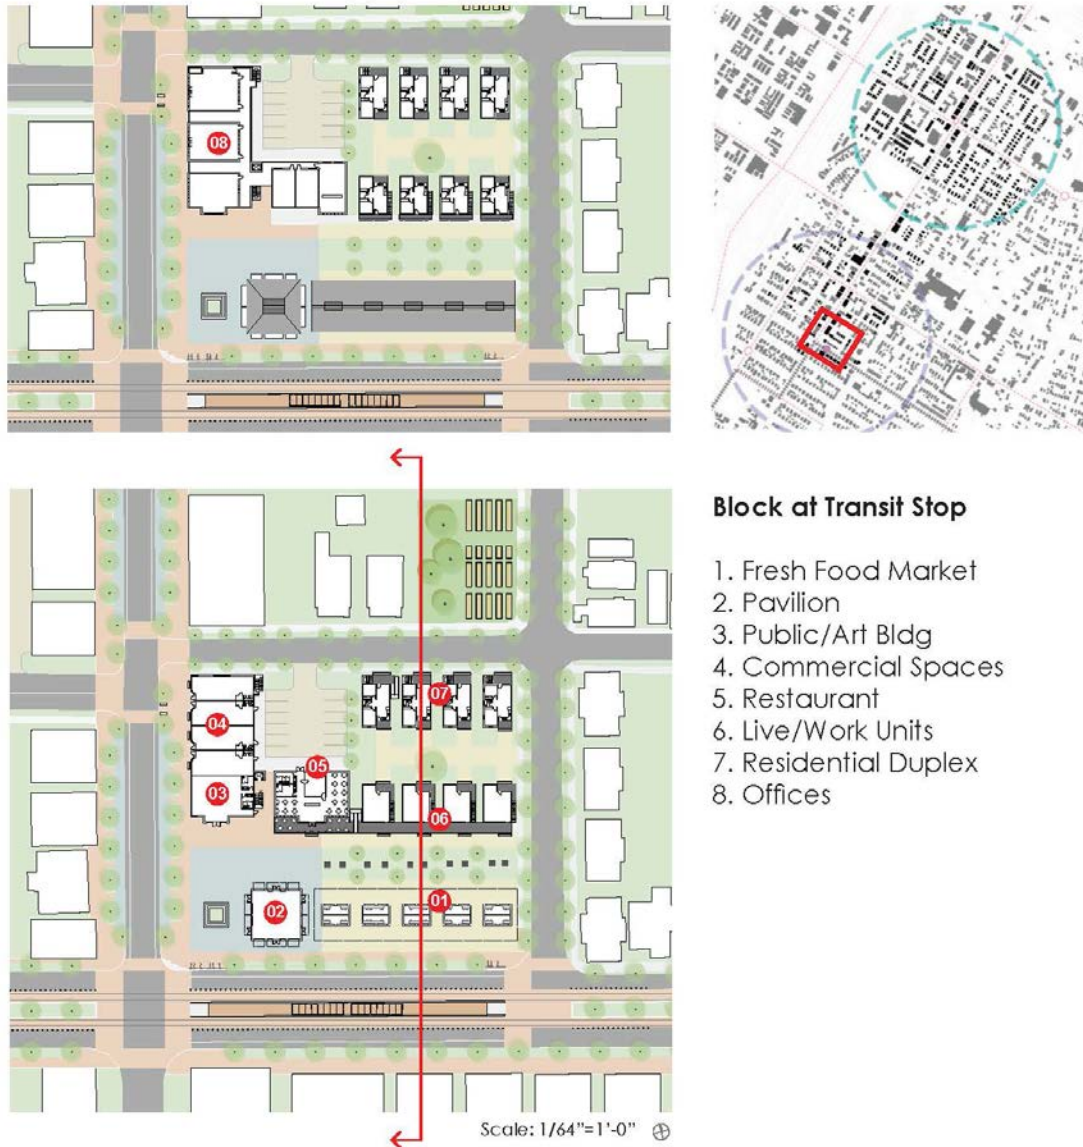 08
Block at Transit Stop
1. Fresh Food Market
2. Pavilion
3. Public/Art Bldg
4. Commercial Spaces
5. Restaurant
6. Live/Work Units
7. Residential Duplex
8. Offices
07
04
05
03
06
01
02
Scale: 1/64"=1'-0"